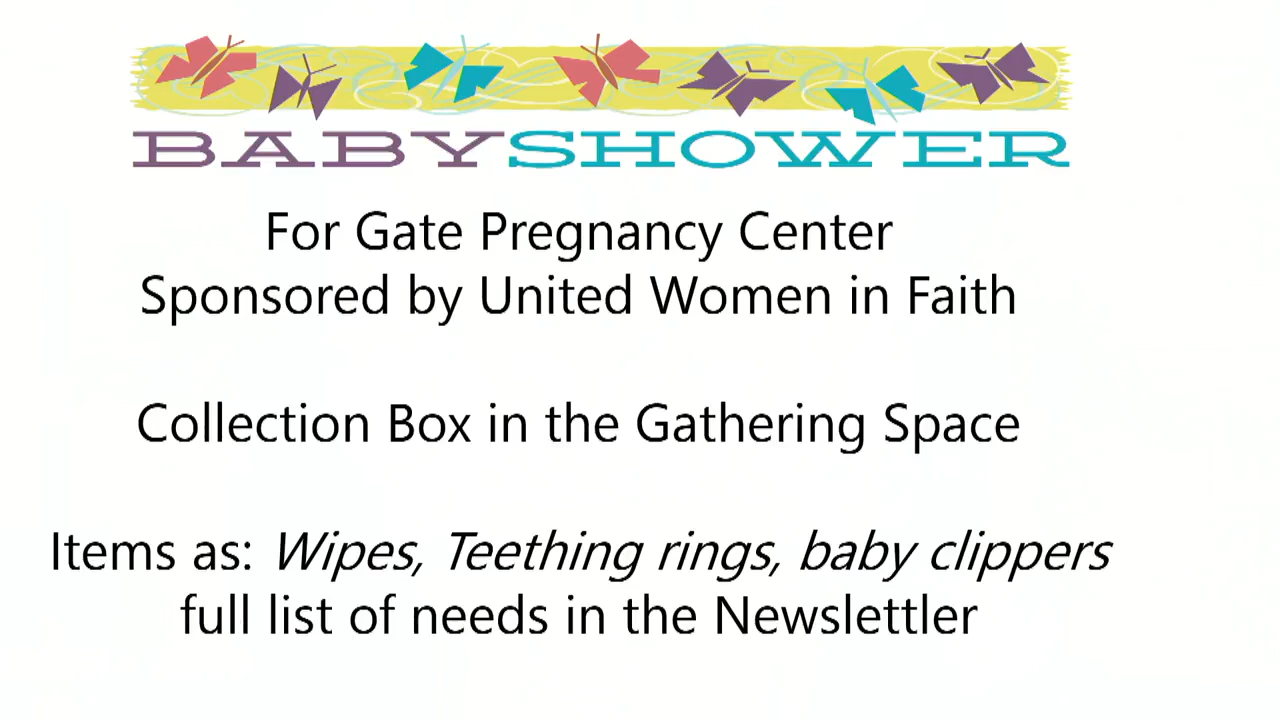 BABYSHOWER
For Gate Pregnancy Center
Sponsored by United Women in Faith
Collection Box in the Gathering Space
Items as: Wipes, Teething rings, baby clippers
full list of needs in the Newslettler